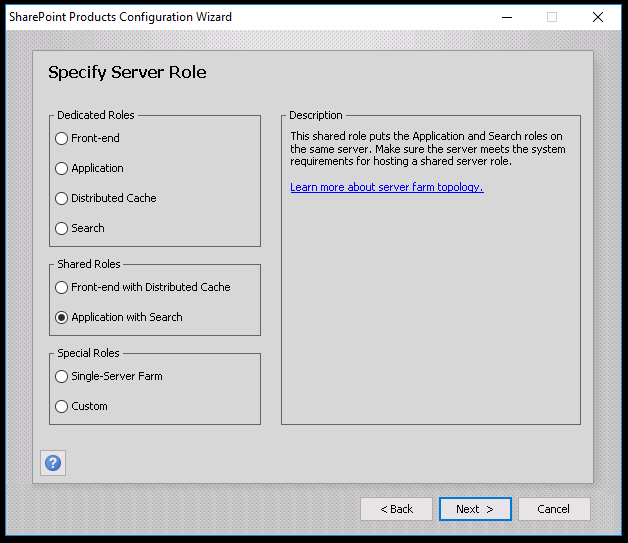 SharePoint Products Configuration Wizard
Specify Server Role
Dedicated Roles
Front-end
Application
Distributed Cache
Search
Shared Roles
Front-end with Distributed Cache
Application with Search
Special Roles
Single-Server Farm
Custom
Description
This shared role puts the Application and Search roles on
the same server. Make sure the server meets the system
requirements for hosting a shared server role.
Learn more about server farm topology.
?
< Back
Next >
Cancel